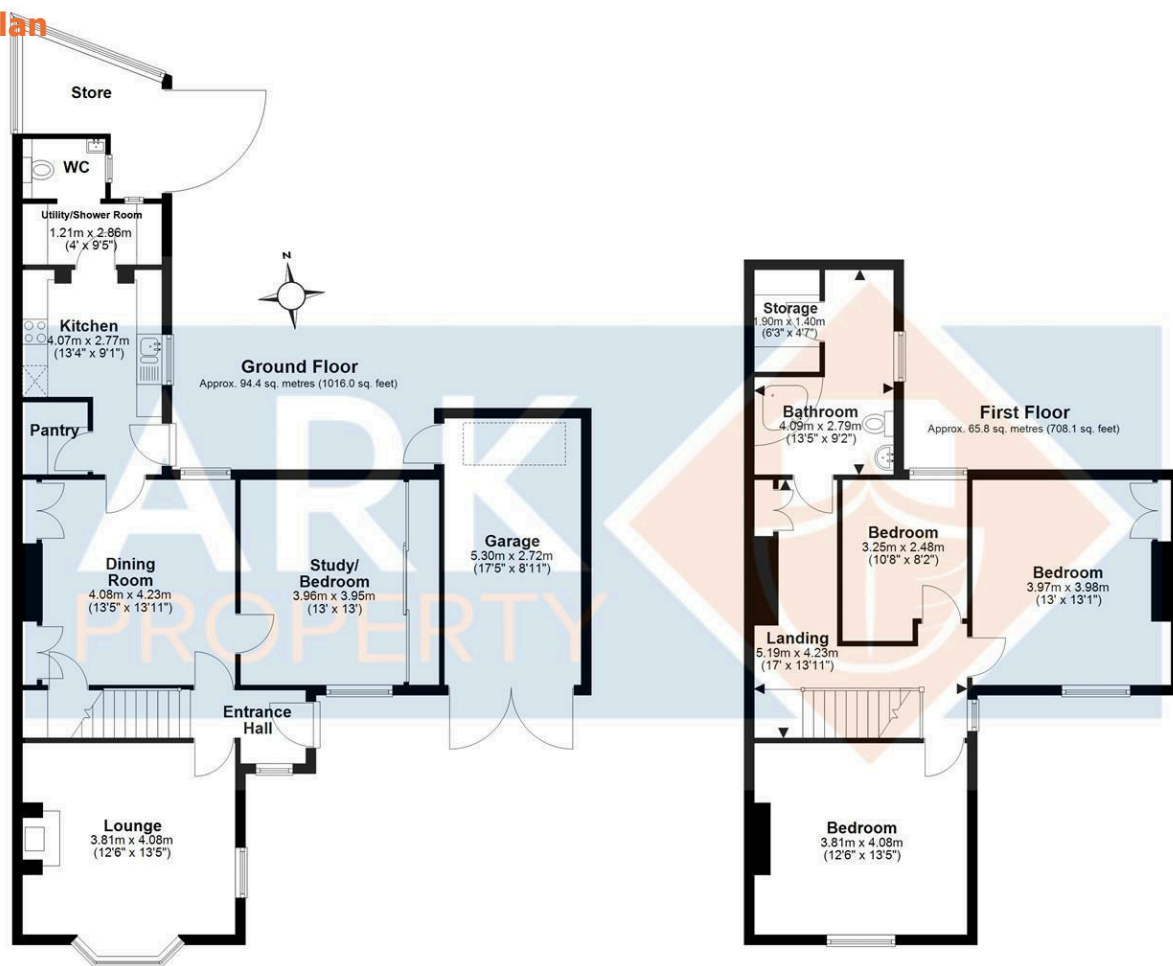 lan
Store
WC
Utility/Shower Room
1.21m x 2.86m
(4' x 9'5")
Kitchen
4.07m x 2.77m
(13'4" x 9'1")
Pantry
N
Ground Floor
Approx. 94.4 sq. metres (1016.0 sq. feet)
Dining
Room
4.08m x 4.23m
(13'5" x 13'11")
Study/
Bedroom
3.96m x 3.95m
(13' x 13')
Garage
5.30m x 2.72m
(17'5" x 8'11")
Entrance
Hall
Lounge
3.81m x 4.08m
(12'6" x 13'5")
Storage
1.90m x 1.40m
(6'3" x 4'7")
Bathroom
4.09m x 2.79m
(13'5" x 9'2")
First Floor
Approx. 65.8 sq. metres (708.1 sq. feet)
Bedroom
3.25m x 2.48m
(10'8" x 8'2")
Bedroom
3.97m x 3.98m
(13' x 13'1")
Landing
5.19m x 4.23m
(17' x 13'11")
Bedroom
3.81m x 4.08m
(12'6" x 13'5")
ARK
PROPERTY